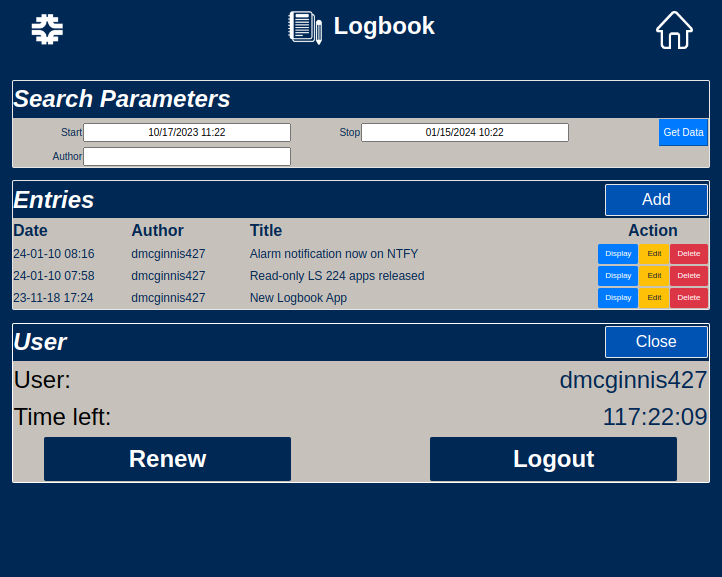 Logbook
Search Parameters
Start 10/17/2023 11:22 Stop 01/15/2024 10:22 Get Data
Author
Entries Add
Date Author Title Action
24-01-10 08:16 dmcginnis427 Alarm notification now on NTFY Display Edit Delete
24-01-10 07:58 dmcginnis427 Read-only LS 224 apps released Display Edit Delete
23-11-18 17:24 dmcginnis427 New Logbook App Display Edit Delete
User Close
User: dmcginnis427
Time left: 117:22:09
Renew Logout